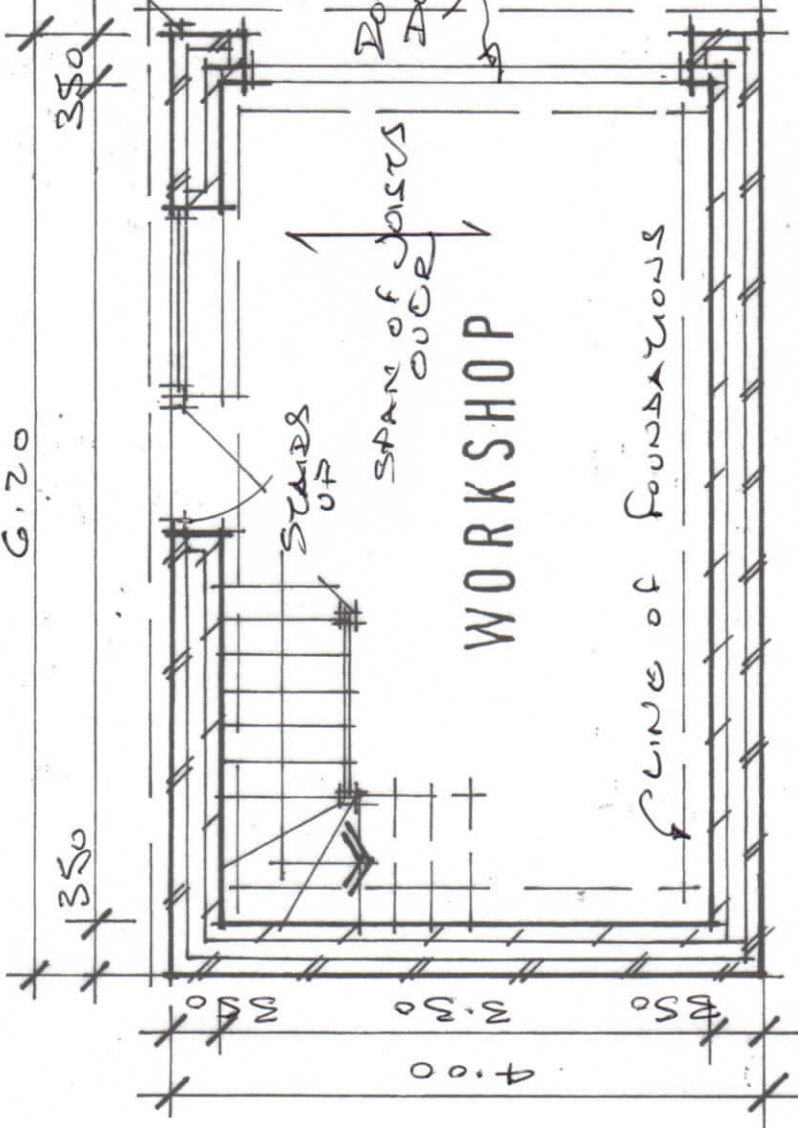 350
6.20
350
STAIRS
UP
SPAN OF JOISTS
OVER
WORKSHOP
LINE OF FOUNDATIONS
350
3.30
350
4.00